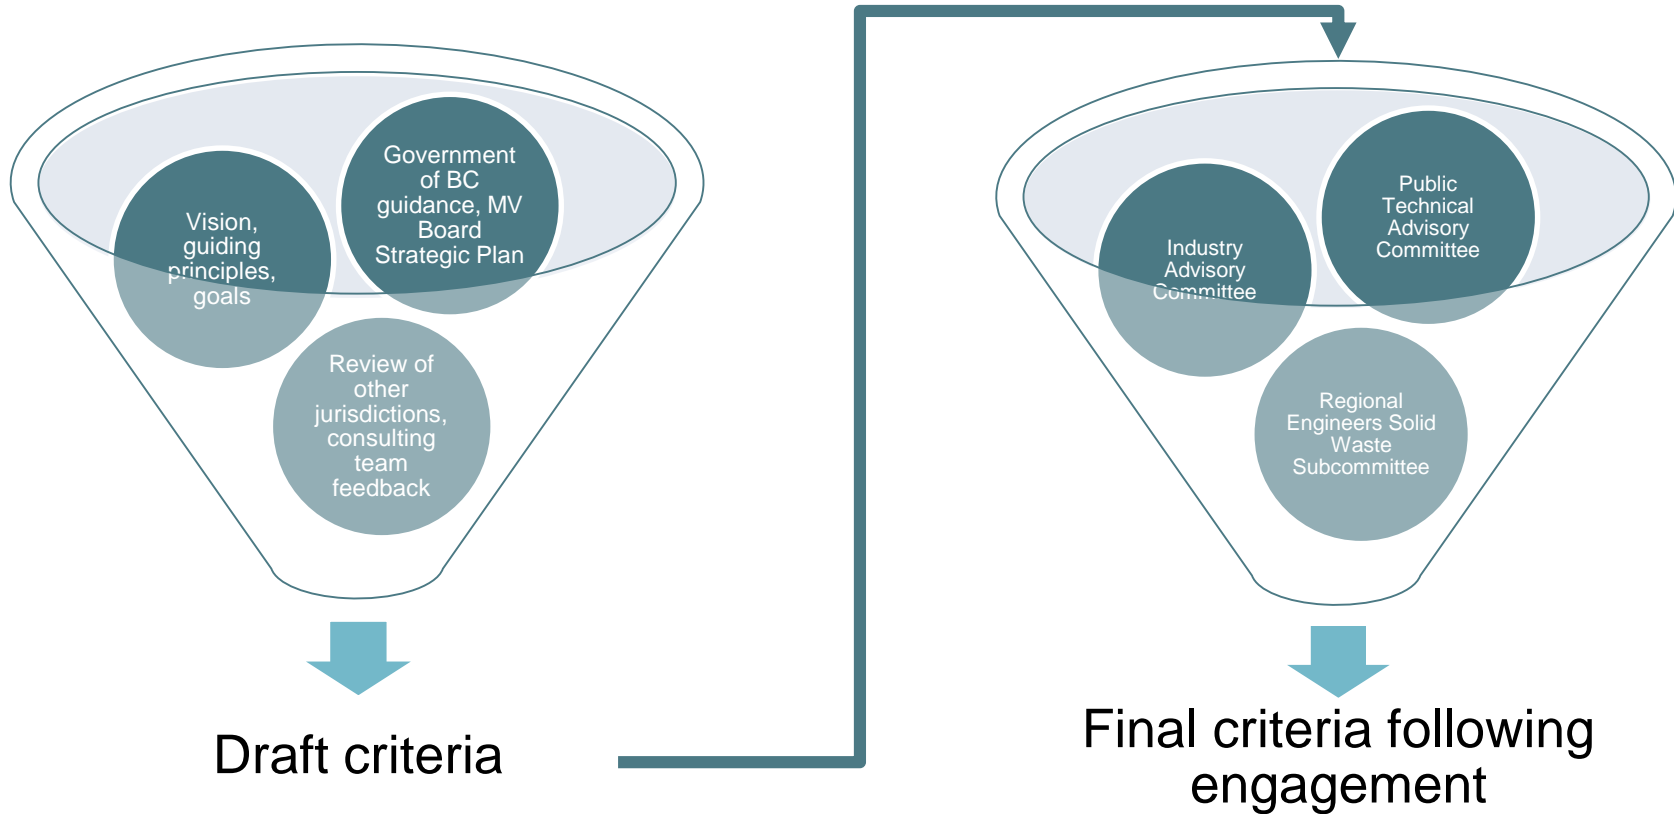 Vision,
guiding
principles,
goals
Government
of BC
guidance, MV
Board
Strategic Plan
Review of
other
jurisdictions,
consulting
team
feedback
Draft criteria
Industry
Advisory
Committee
Public
Technical
Advisory
Committee
Regional
Engineers Solid
Waste
Subcommittee
Final criteria following
engagement